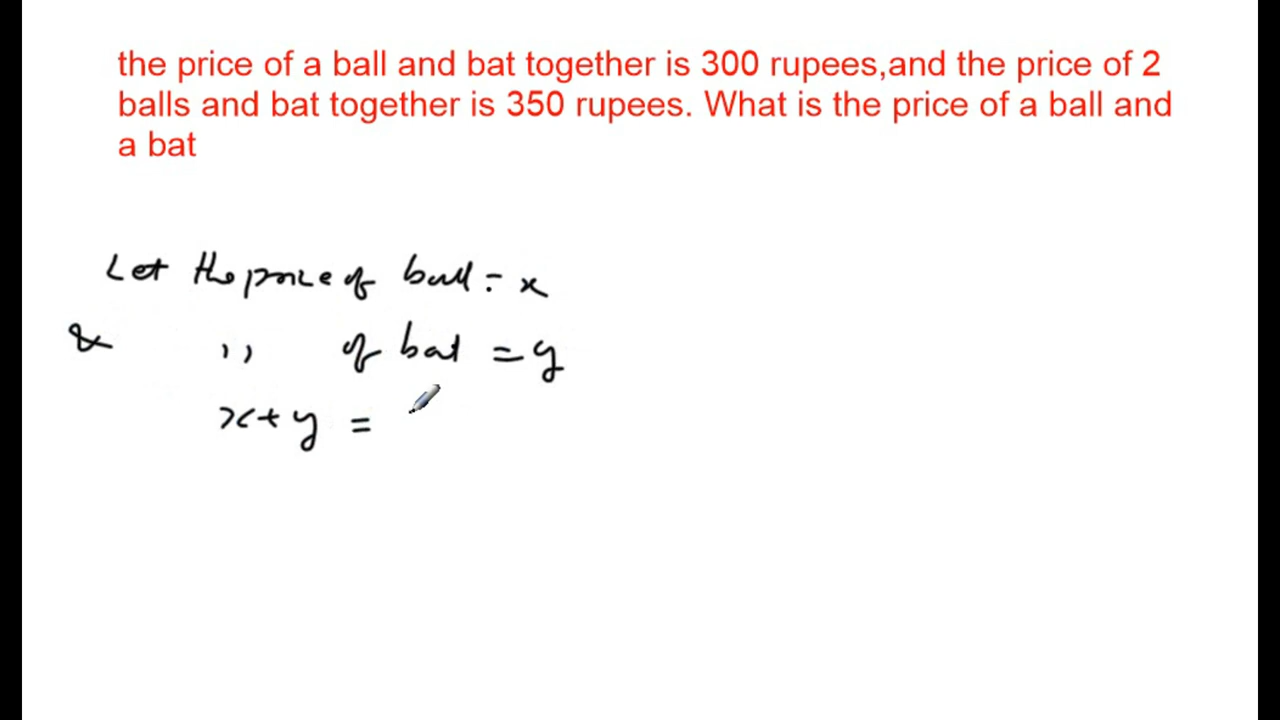 the price of a ball and bat together is 300 rupees,and the price of 2
balls and bat together is 350 rupees. What is the price of a ball and
a bat
Let the price of ball = x
& ,, of bat = y
x + y =